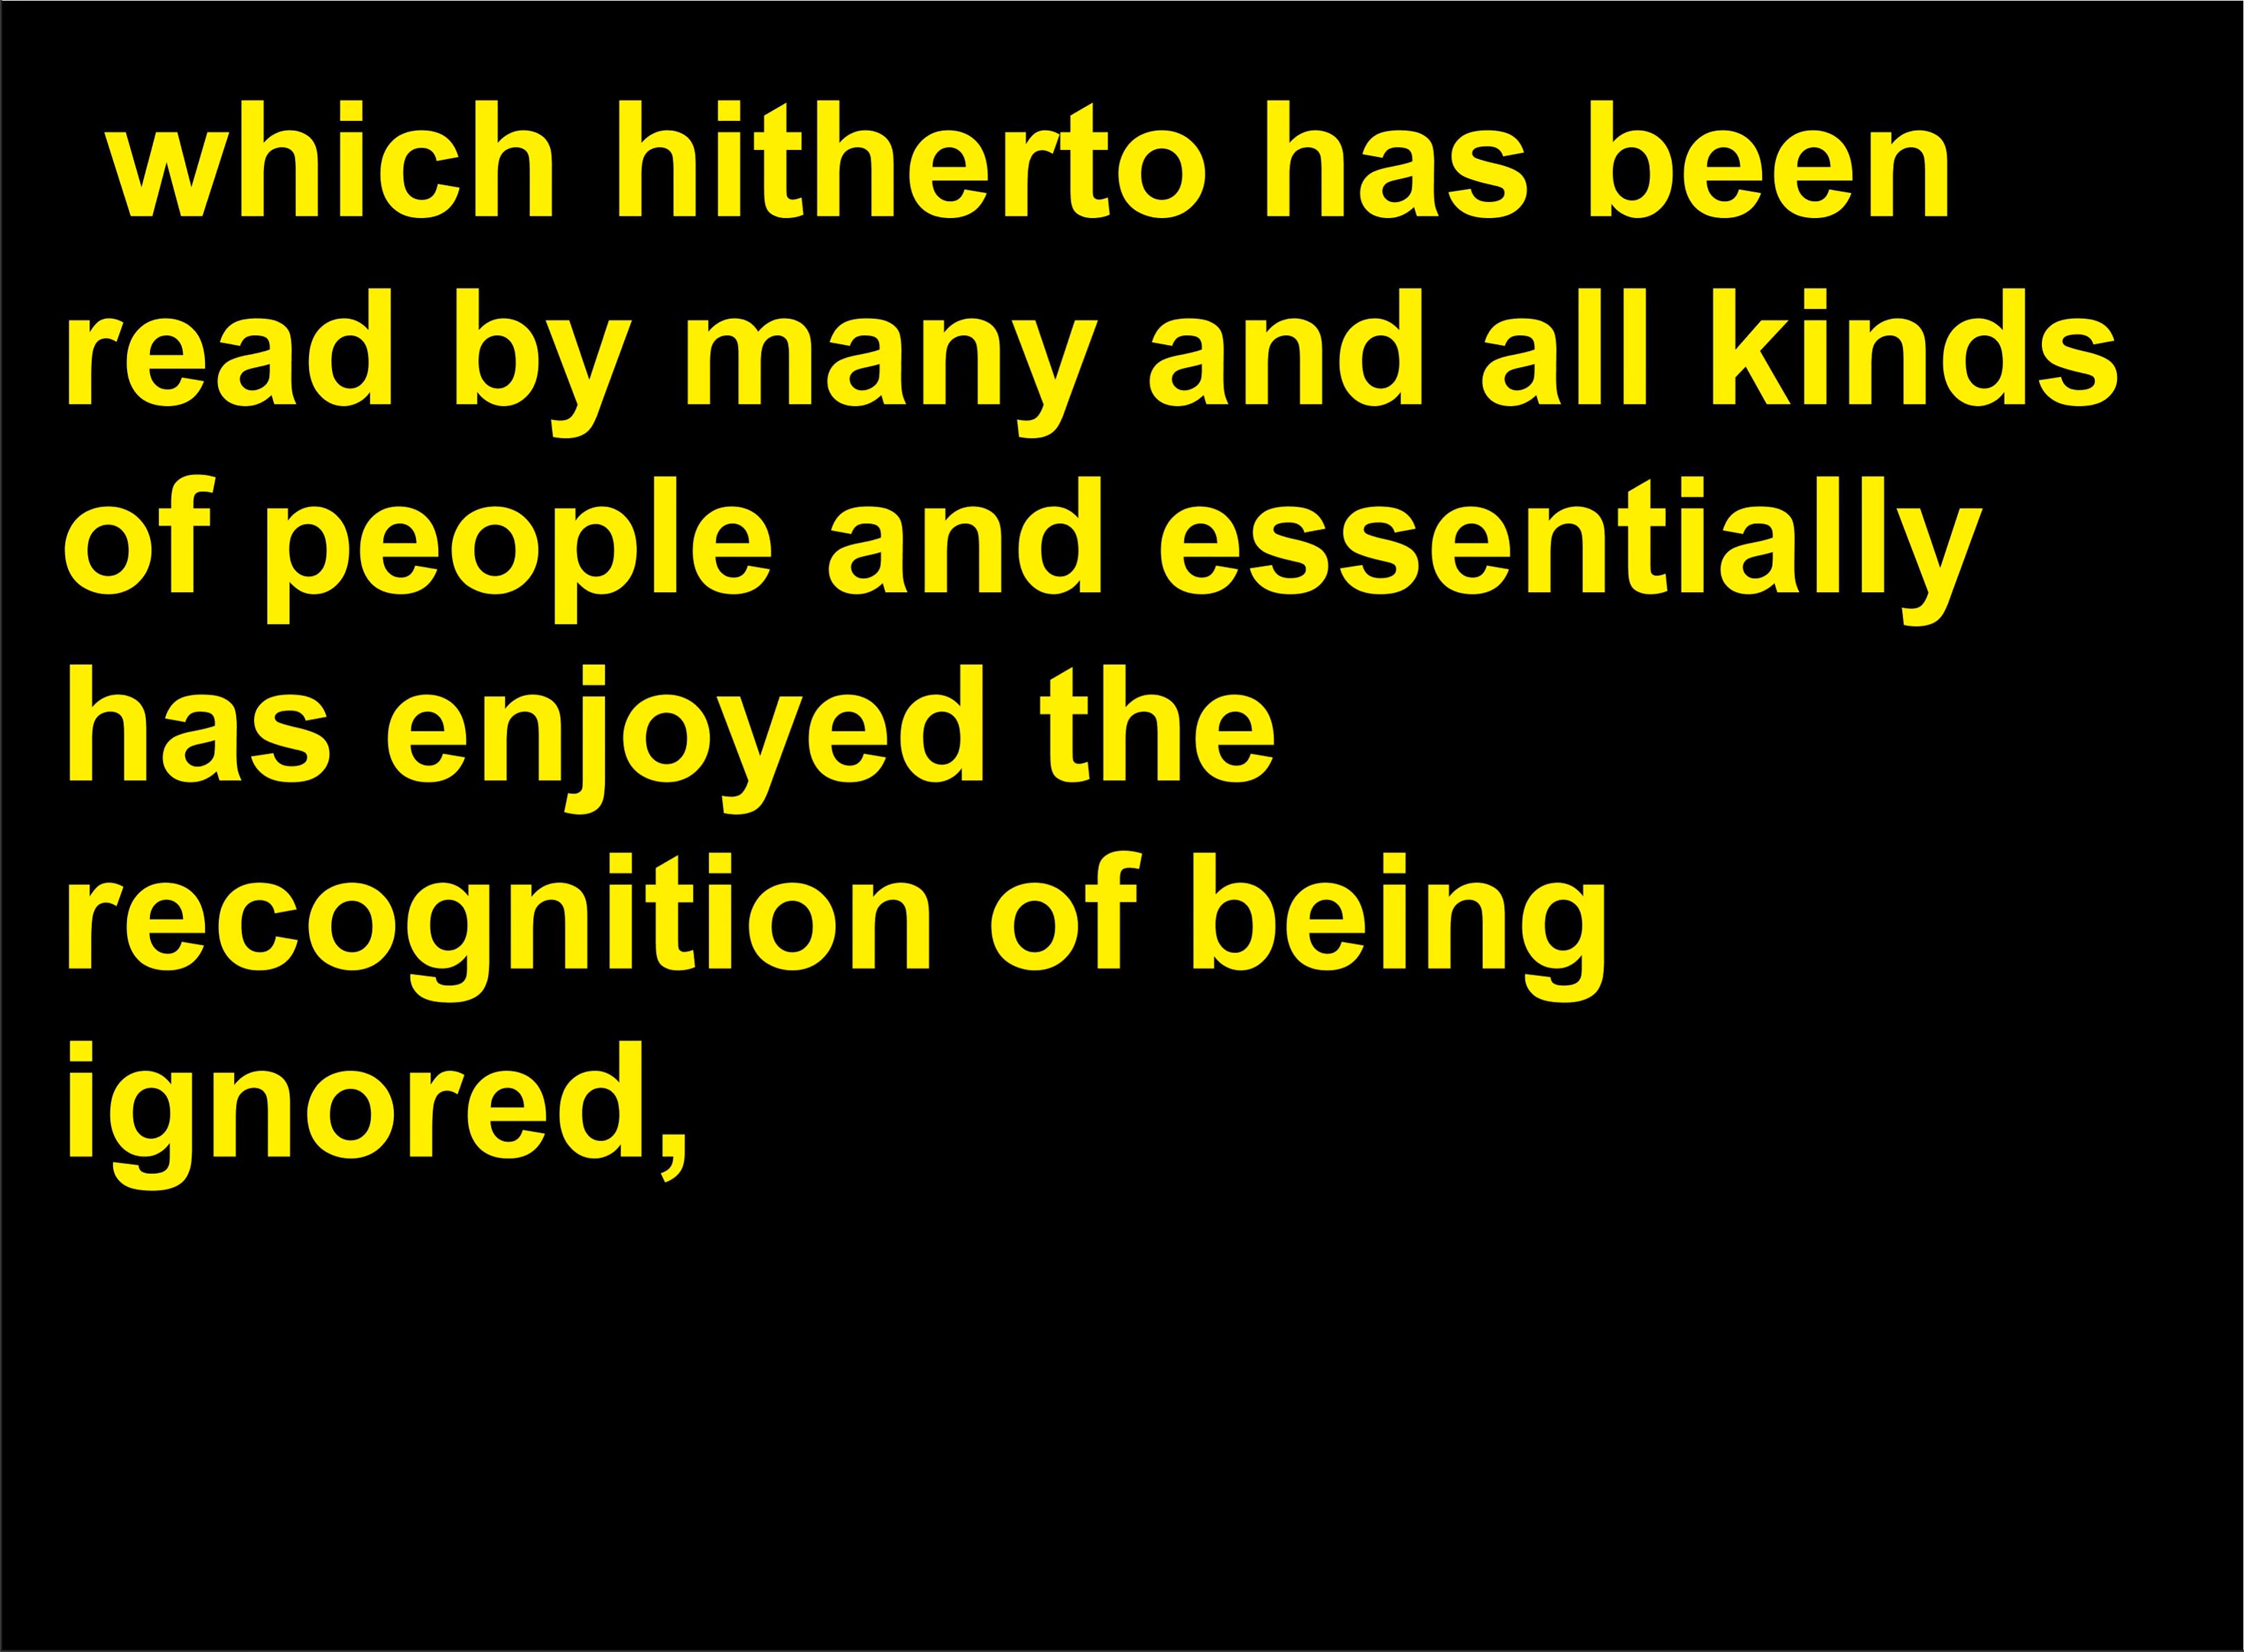 which hitherto has been
read by many and all kinds
of people and essentially
has enjoyed the
recognition of being
ignored,